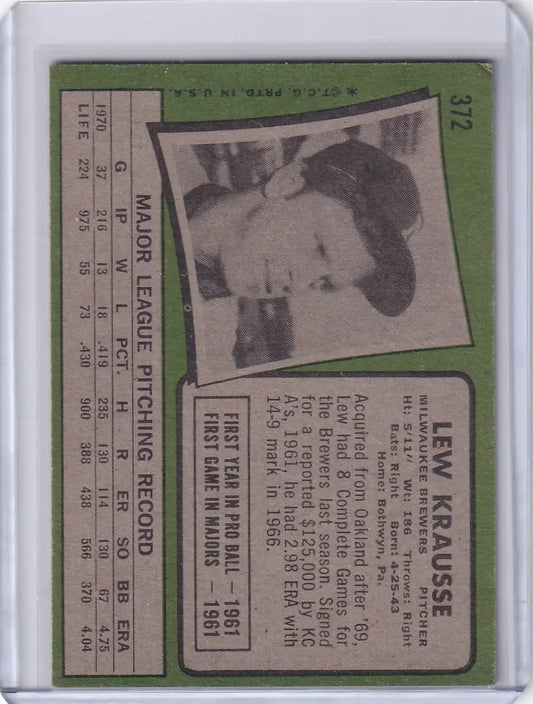 372
LEW KRAUSSE
MILWAUKEE BREWERS PITCHER
Ht: 5'11" Wt: 186 Throws: Right
Bats: Right Born: 4-25-43
Home: Bothwyn, Pa.
Acquired from Oakland after '69,
Lew had 8 Complete Games for
the Brewers last season. Signed
for a reported $125,000 by KC
A's, 1961, he had 2.98 ERA with
14-9 mark in 1966.
FIRST YEAR IN PRO BALL — 1961
FIRST GAME IN MAJORS — 1961
✶©T.C.G. PRTD. IN U.S.A.
MAJOR LEAGUE PITCHING RECORD
G IP W L PCT. H R ER SO BB ERA
1970 37 216 13 18 .419 235 130 114 130 67 4.75
LIFE 224 975 55 73 .430 900 388 438 566 370 4.04